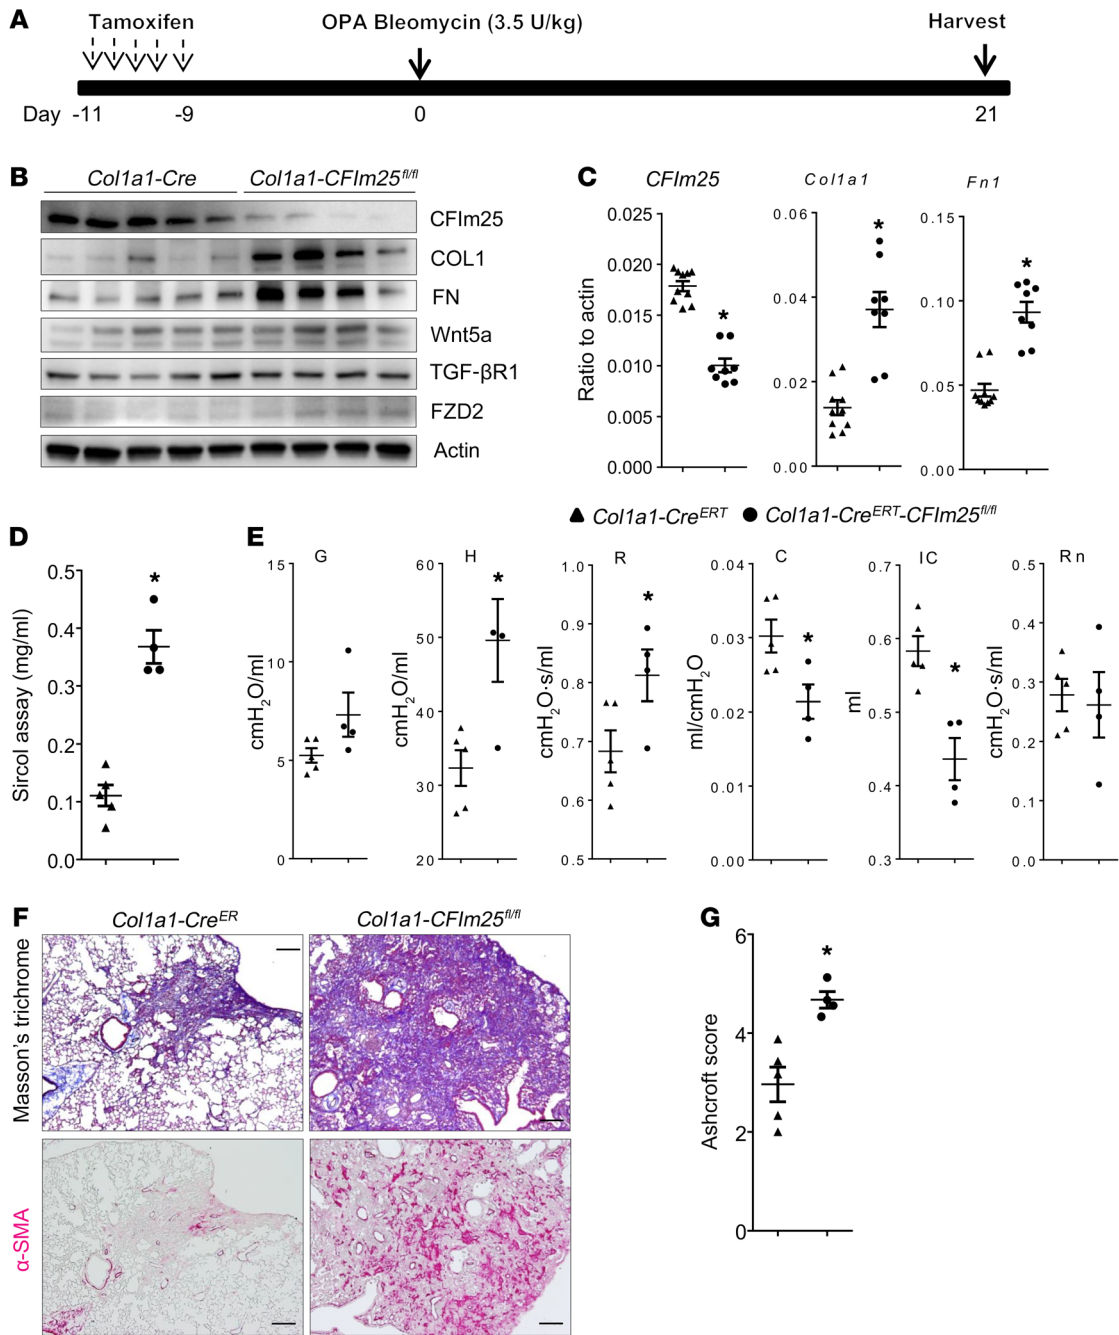 A
Tamoxifen
OPA Bleomycin (3.5 U/kg)
Harvest
Day -11 -9 0 21
B
Col1a1-Cre Col1a1-CFIm25fl/fl
CFIm25
COL1
FN
Wnt5a
TGF-βR1
FZD2
Actin
C
CFIm25
Ratio to actin
0.025
0.020
0.015
0.010
0.005
0.000
*
Col1a1
0.06
0.04
0.02
0.00
*
Fn1
0.15
0.10
0.05
0.00
*
▲ Col1a1-CreERT ● Col1a1-CreERT-CFIm25fl/fl
D
Sircol assay (mg/ml)
0.5
0.4
0.3
0.2
0.1
0.0
*
E
G
cmH2O/ml
15
10
5
0
H
cmH2O/ml
60
50
40
30
20
*
R
cmH2O·s/ml
1.0
0.9
0.8
0.7
0.6
0.5
*
C
ml/cmH2O
0.04
0.03
0.02
0.01
0.00
*
IC
ml
0.7
0.6
0.5
0.4
0.3
*
Rn
cmH2O·s/ml
0.5
0.4
0.3
0.2
0.1
0.0
F
Col1a1-CreER Col1a1-CFIm25fl/fl
Masson's trichrome
α-SMA
G
Ashcroft score
6
4
2
0
*